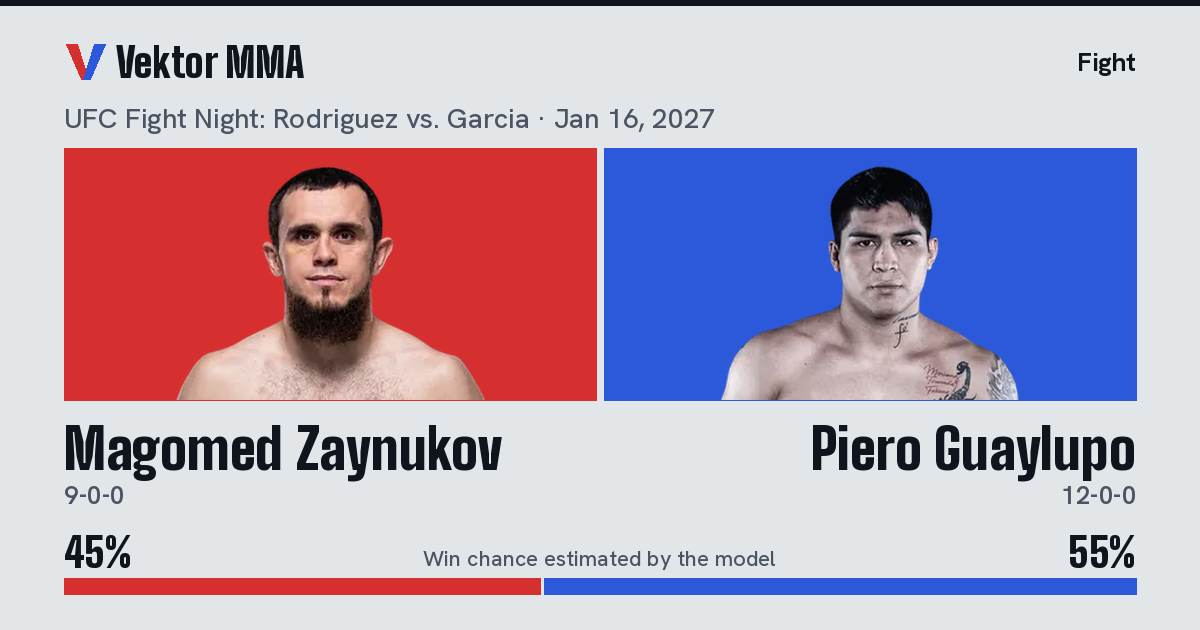 Vektor MMA
Fight
UFC Fight Night: Rodriguez vs. Garcia · Jan 16, 2027
Magomed Zaynukov
Piero Guaylupo
9-0-0
12-0-0
45%
Win chance estimated by the model
55%